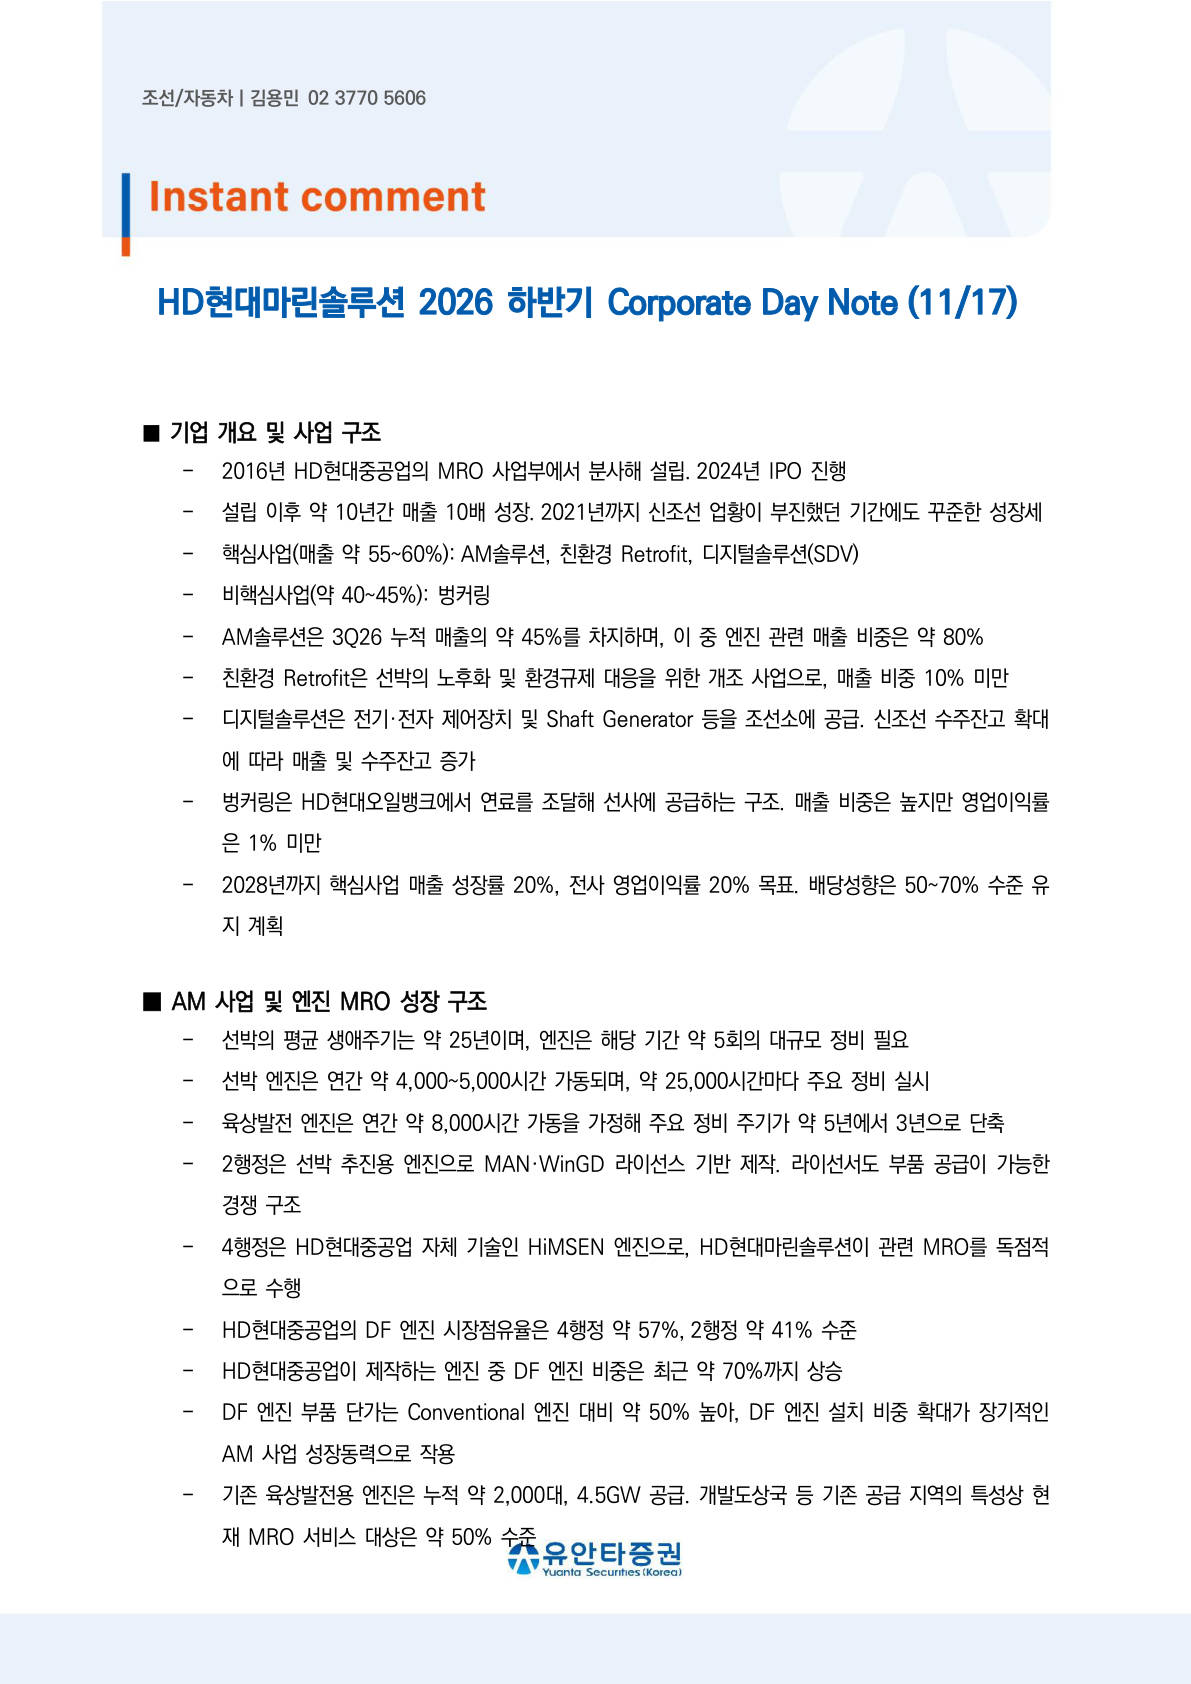 조선/자동차 | 김용민 02 3770 5606
Instant comment
HD현대마린솔루션 2026 하반기 Corporate Day Note (11/17)
■ 기업 개요 및 사업 구조
- 2016년 HD현대중공업의 MRO 사업부에서 분사해 설립. 2024년 IPO 진행
- 설립 이후 약 10년간 매출 10배 성장. 2021년까지 신조선 업황이 부진했던 기간에도 꾸준한 성장세
- 핵심사업(매출 약 55~60%): AM솔루션, 친환경 Retrofit, 디지털솔루션(SDV)
- 비핵심사업(약 40~45%): 벙커링
- AM솔루션은 3Q26 누적 매출의 약 45%를 차지하며, 이 중 엔진 관련 매출 비중은 약 80%
- 친환경 Retrofit은 선박의 노후화 및 환경규제 대응을 위한 개조 사업으로, 매출 비중 10% 미만
- 디지털솔루션은 전기·전자 제어장치 및 Shaft Generator 등을 조선소에 공급. 신조선 수주잔고 확대
에 따라 매출 및 수주잔고 증가
- 벙커링은 HD현대오일뱅크에서 연료를 조달해 선사에 공급하는 구조. 매출 비중은 높지만 영업이익률
은 1% 미만
- 2028년까지 핵심사업 매출 성장률 20%, 전사 영업이익률 20% 목표. 배당성향은 50~70% 수준 유
지 계획
■ AM 사업 및 엔진 MRO 성장 구조
- 선박의 평균 생애주기는 약 25년이며, 엔진은 해당 기간 약 5회의 대규모 정비 필요
- 선박 엔진은 연간 약 4,000~5,000시간 가동되며, 약 25,000시간마다 주요 정비 실시
- 육상발전 엔진은 연간 약 8,000시간 가동을 가정해 주요 정비 주기가 약 5년에서 3년으로 단축
- 2행정은 선박 추진용 엔진으로 MAN·WinGD 라이선스 기반 제작. 라이선서도 부품 공급이 가능한
경쟁 구조
- 4행정은 HD현대중공업 자체 기술인 HiMSEN 엔진으로, HD현대마린솔루션이 관련 MRO를 독점적
으로 수행
- HD현대중공업의 DF 엔진 시장점유율은 4행정 약 57%, 2행정 약 41% 수준
- HD현대중공업이 제작하는 엔진 중 DF 엔진 비중은 최근 약 70%까지 상승
- DF 엔진 부품 단가는 Conventional 엔진 대비 약 50% 높아, DF 엔진 설치 비중 확대가 장기적인
AM 사업 성장동력으로 작용
- 기존 육상발전용 엔진은 누적 약 2,000대, 4.5GW 공급. 개발도상국 등 기존 공급 지역의 특성상 현
재 MRO 서비스 대상은 약 50% 수준
유안타증권
Yuanta Securities (Korea)